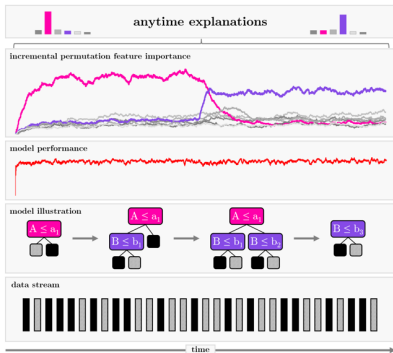 anytime explanations
incremental permutation feature importance
model performance
model illustration
A ≤ a₁
A ≤ a₁
A ≤ a₁
B ≤ b₁
B ≤ b₁
B ≤ b₂
B ≤ b₂
data stream
time